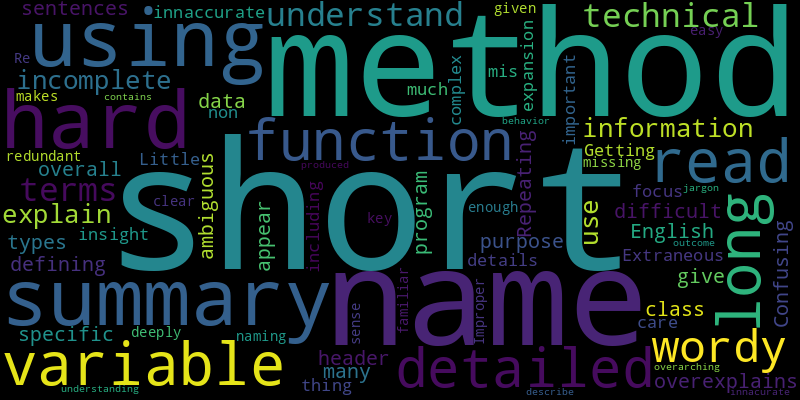 sentences innaccurate understand given technical
using method easy
Re incomplete mis expansion
makes contains data much complex important
hard non behavior information
redundant function Getting read
overall Little produced missing
terms clear ambiguous short program enough Repeating use focus jargon
explain appear including key difficult long
types insight purpose English outcome
defining details Extraneous Confusing
summary name familiar improper give
specific deeply naming sense class care
variable header detailed wordy
many overarching
understanding thing describe overexplains innacurate